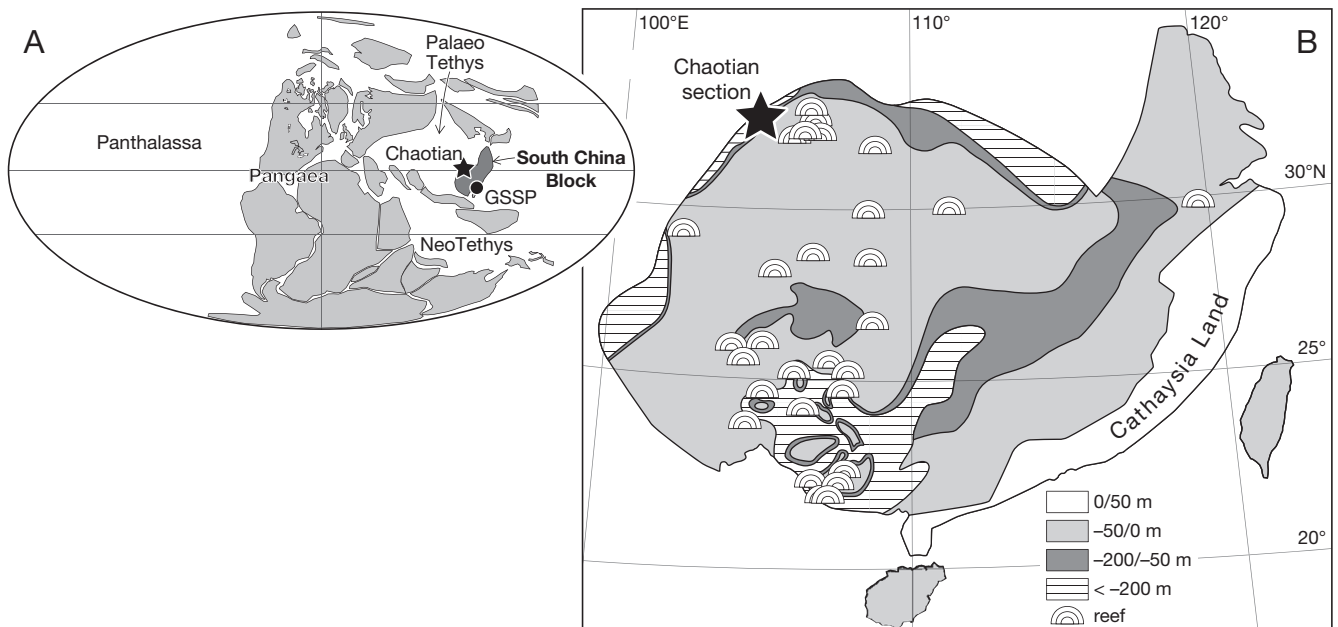 A
Palaeo
Tethys
Panthalassa
Chaotian
South China
Block
Pangaea
GSSP
NeoTethys
B
100°E
110°
120°
Chaotian
section
30°N
25°
20°
Cathaysia Land
0/50 m
–50/0 m
–200/–50 m
< –200 m
reef